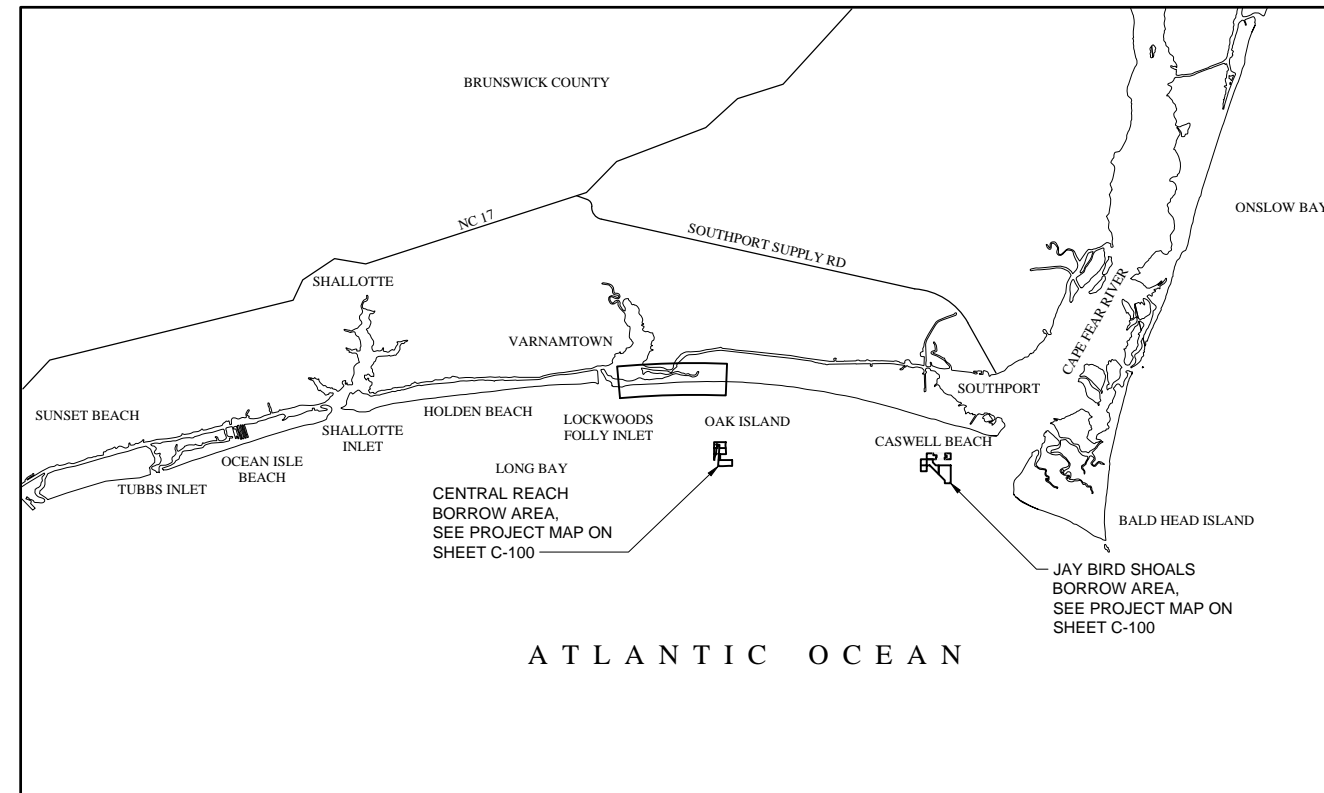 BRUNSWICK COUNTY
ONSLOW BAY
NC 17
SOUTHPORT SUPPLY RD
SHALLOTTE
CAPE FEAR RIVER
VARNAMTOWN
SOUTHPORT
SUNSET BEACH
HOLDEN BEACH
LOCKWOODS
FOLLY INLET
OAK ISLAND
SHALLOTTE
INLET
CASWELL BEACH
OCEAN ISLE
BEACH
LONG BAY
TUBBS INLET
CENTRAL REACH
BORROW AREA,
SEE PROJECT MAP ON
SHEET C-100
BALD HEAD ISLAND
JAY BIRD SHOALS
BORROW AREA,
SEE PROJECT MAP ON
SHEET C-100
ATLANTIC OCEAN